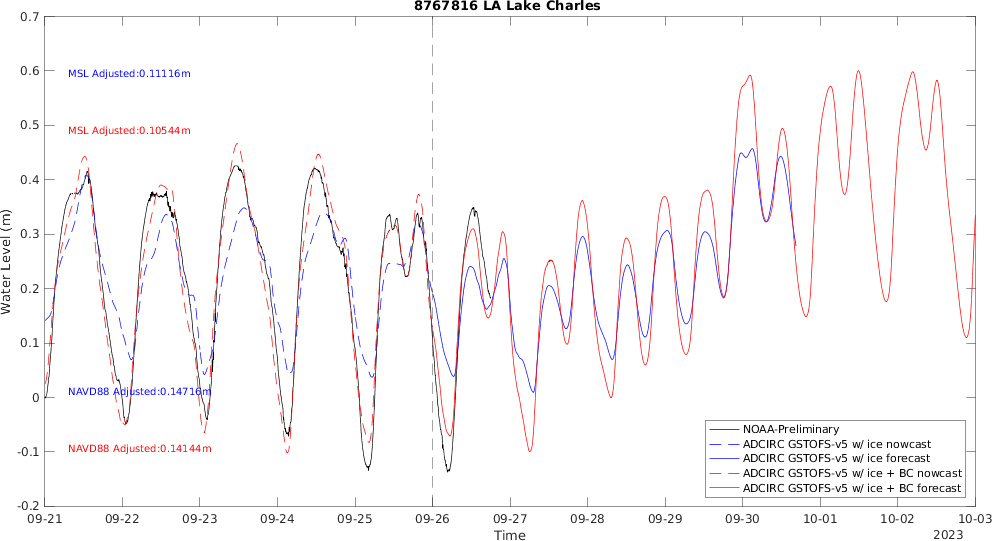 8767816 LA Lake Charles
0.7
0.6
0.5
0.4
0.3
0.2
0.1
0
-0.1
-0.2
Water Level (m)
MSL Adjusted:0.11116m
MSL Adjusted:0.10544m
NAVD88 Adjusted:0.14716m
NAVD88 Adjusted:0.14144m
NOAA-Preliminary
ADCIRC GSTOFS-v5 w/ ice nowcast
ADCIRC GSTOFS-v5 w/ ice forecast
ADCIRC GSTOFS-v5 w/ ice + BC nowcast
ADCIRC GSTOFS-v5 w/ ice + BC forecast
09-21 09-22 09-23 09-24 09-25 09-26 09-27 09-28 09-29 09-30 10-01 10-02 10-03
Time
2023